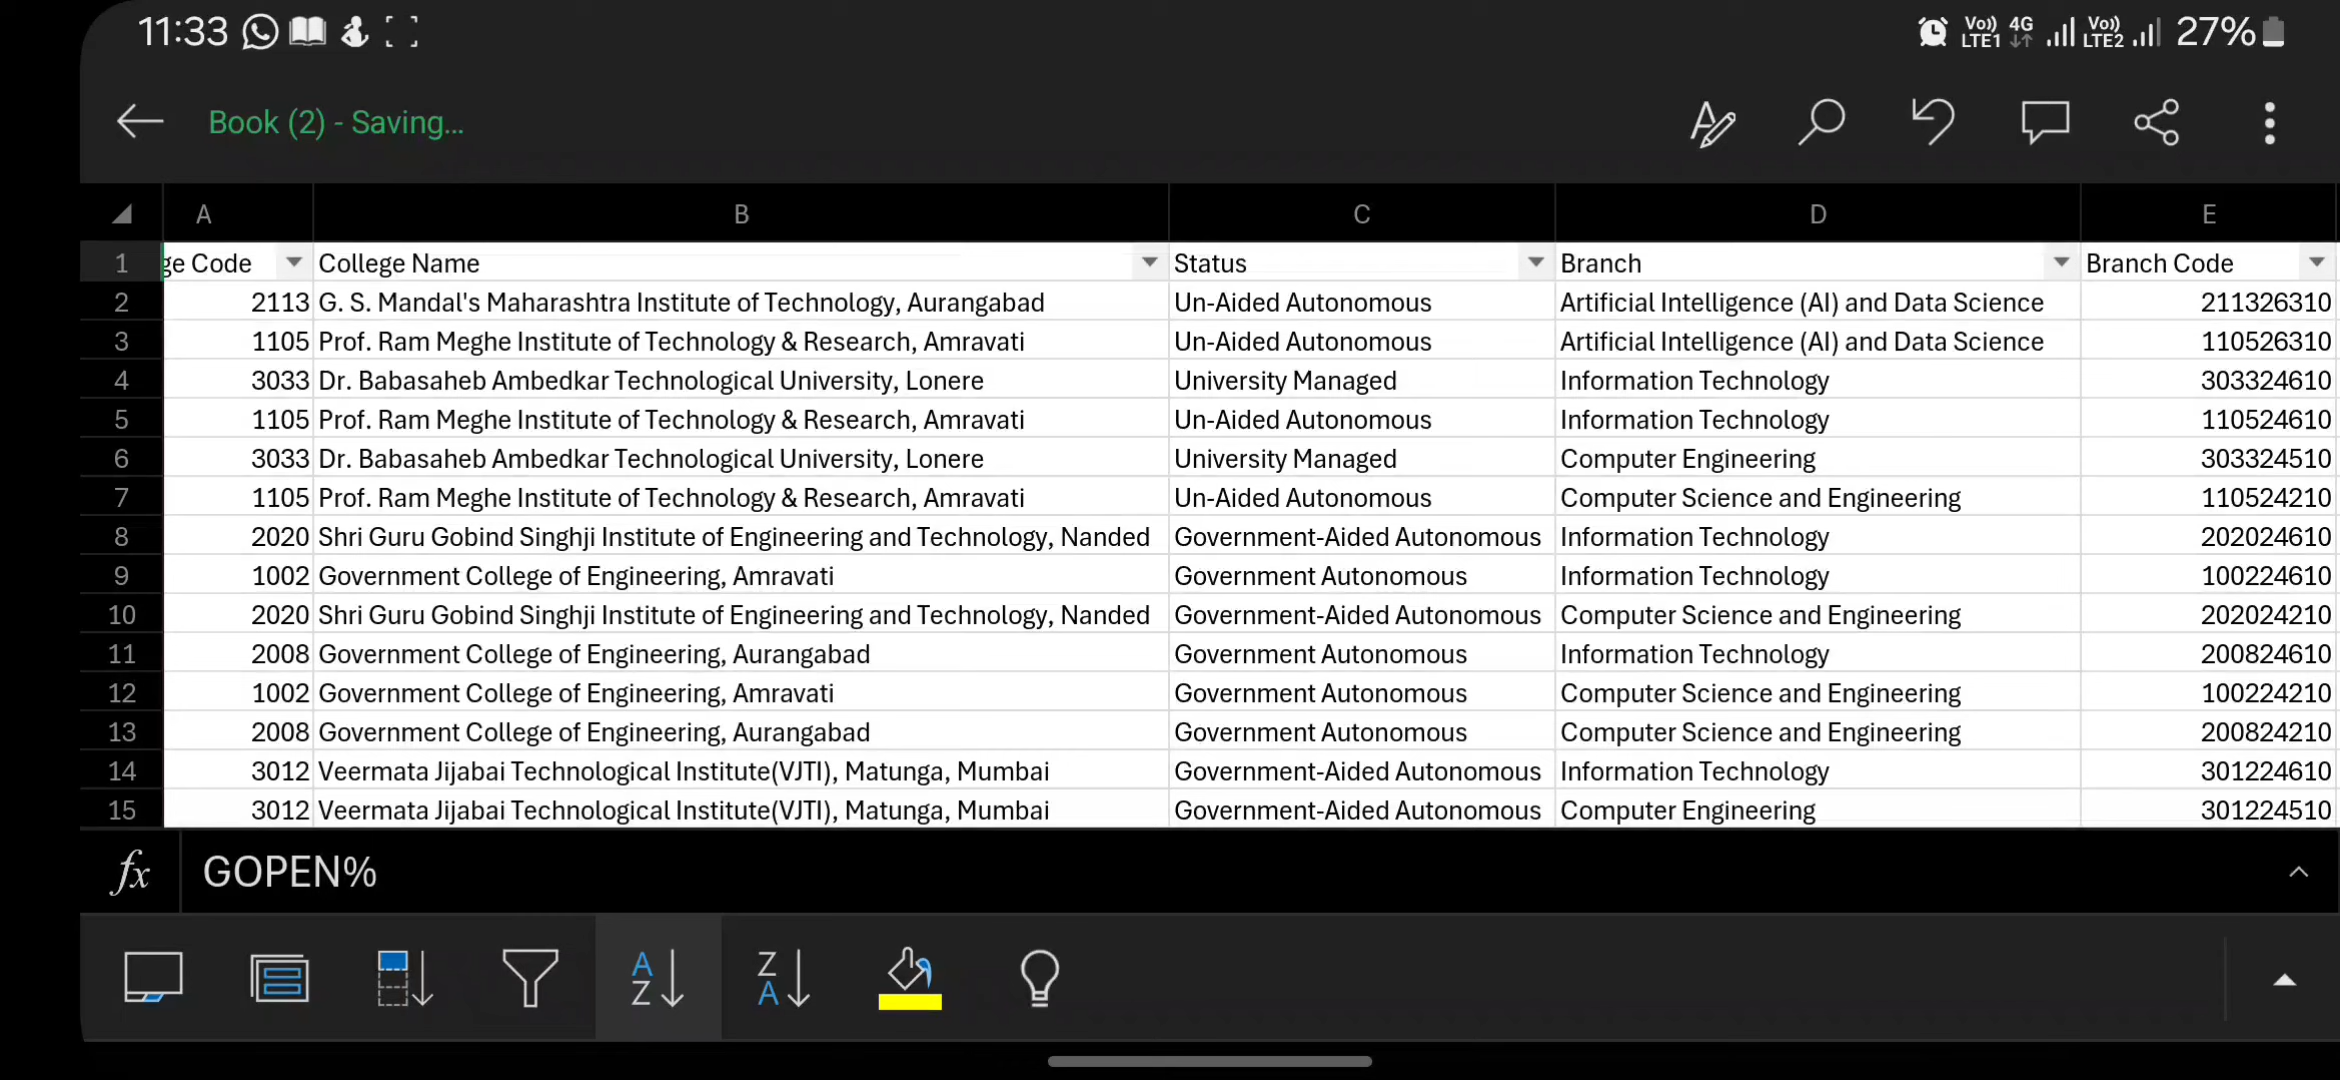 11:33 Vo)) LTE1 4G Vo)) LTE2 27%
Book (2) - Saving...
A B C D E
1 ge Code College Name Status Branch Branch Code
2 2113 G. S. Mandal's Maharashtra Institute of Technology, Aurangabad Un-Aided Autonomous Artificial Intelligence (AI) and Data Science 211326310
3 1105 Prof. Ram Meghe Institute of Technology & Research, Amravati Un-Aided Autonomous Artificial Intelligence (AI) and Data Science 110526310
4 3033 Dr. Babasaheb Ambedkar Technological University, Lonere University Managed Information Technology 303324610
5 1105 Prof. Ram Meghe Institute of Technology & Research, Amravati Un-Aided Autonomous Information Technology 110524610
6 3033 Dr. Babasaheb Ambedkar Technological University, Lonere University Managed Computer Engineering 303324510
7 1105 Prof. Ram Meghe Institute of Technology & Research, Amravati Un-Aided Autonomous Computer Science and Engineering 110524210
8 2020 Shri Guru Gobind Singhji Institute of Engineering and Technology, Nanded Government-Aided Autonomous Information Technology 202024610
9 1002 Government College of Engineering, Amravati Government Autonomous Information Technology 100224610
10 2020 Shri Guru Gobind Singhji Institute of Engineering and Technology, Nanded Government-Aided Autonomous Computer Science and Engineering 202024210
11 2008 Government College of Engineering, Aurangabad Government Autonomous Information Technology 200824610
12 1002 Government College of Engineering, Amravati Government Autonomous Computer Science and Engineering 100224210
13 2008 Government College of Engineering, Aurangabad Government Autonomous Computer Science and Engineering 200824210
14 3012 Veermata Jijabai Technological Institute(VJTI), Matunga, Mumbai Government-Aided Autonomous Information Technology 301224610
15 3012 Veermata Jijabai Technological Institute(VJTI), Matunga, Mumbai Government-Aided Autonomous Computer Engineering 301224510
fx GOPEN%
A Z Z A